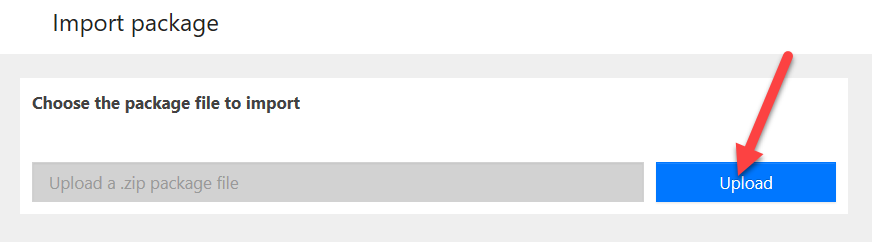 Import package
Choose the package file to import
Upload a .zip package file
Upload